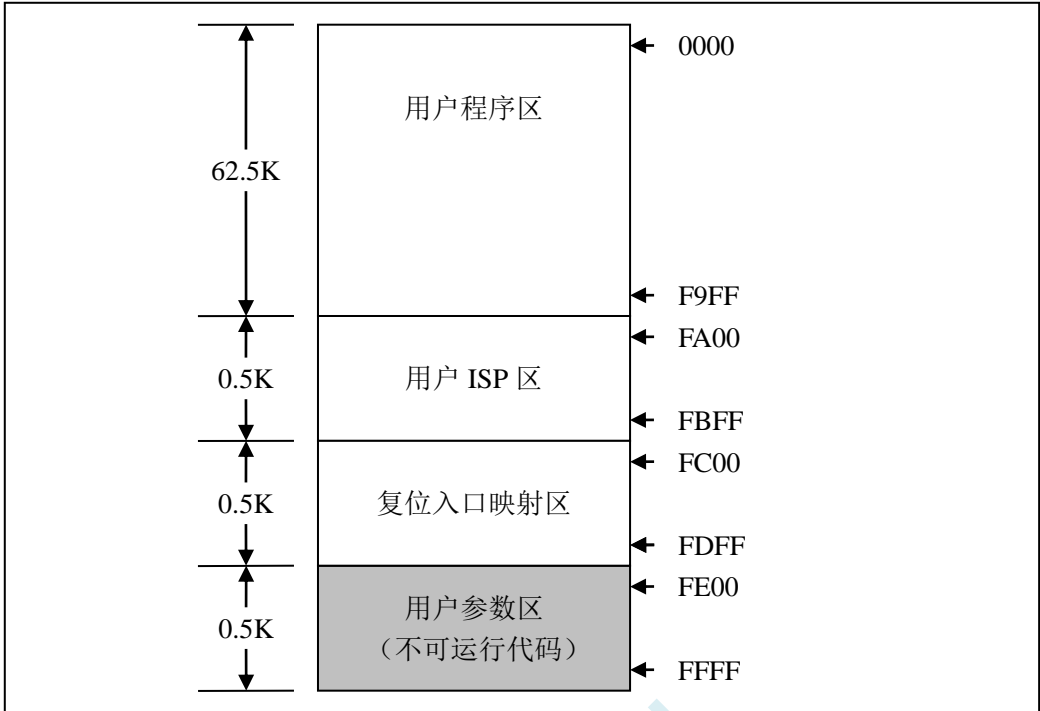 0000
用户程序区
62.5K
F9FF
FA00
用户 ISP 区
0.5K
FBFF
FC00
复位入口映射区
0.5K
FDFF
FE00
用户参数区
0.5K
（不可运行代码）
FFFF